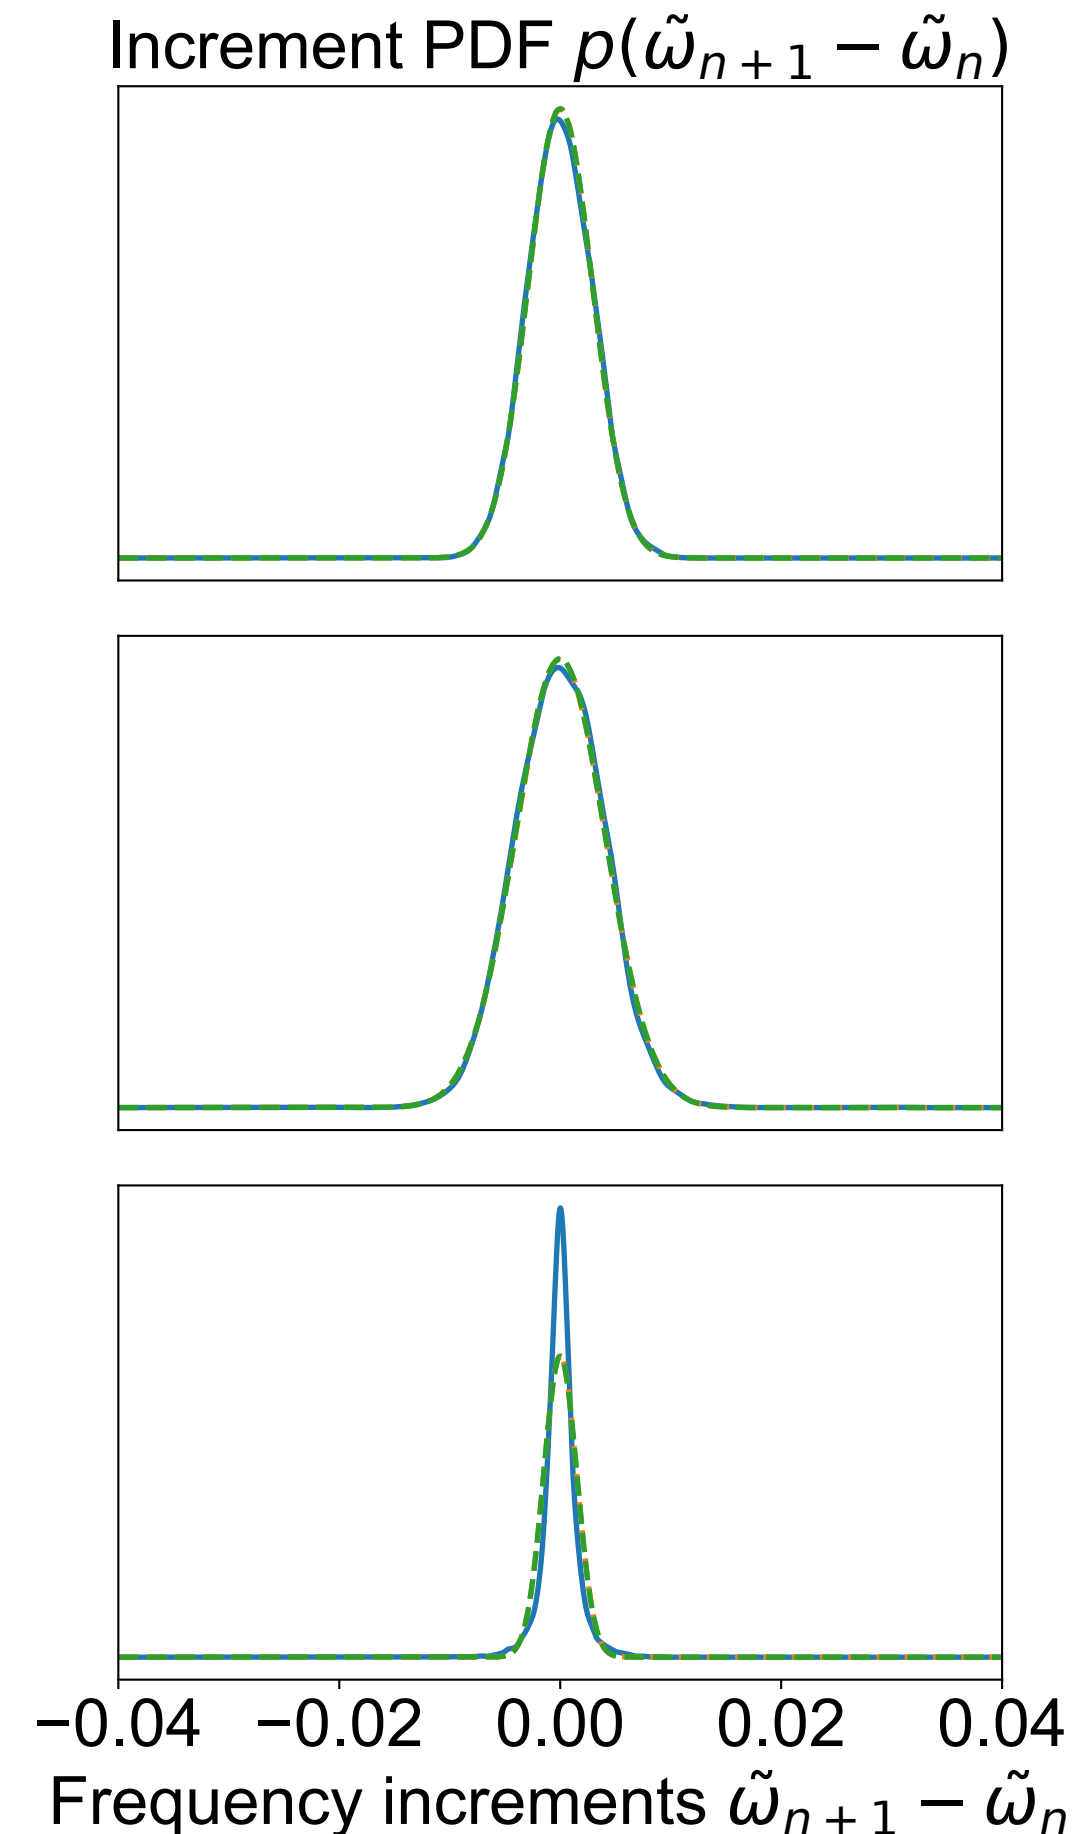 Increment PDF p(ω̃ₙ₊₁ − ω̃ₙ)
−0.04 −0.02 0.00 0.02 0.04
Frequency increments ω̃ₙ₊₁ − ω̃ₙ